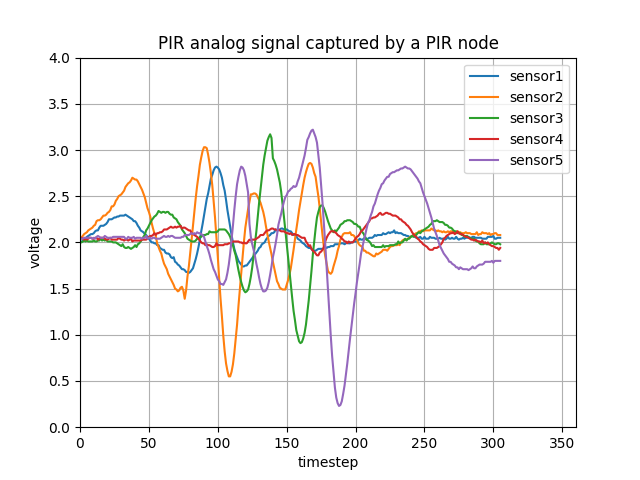 PIR analog signal captured by a PIR node
4.0
3.5
3.0
2.5
2.0
1.5
1.0
0.5
0.0
voltage
0 50 100 150 200 250 300 350
timestep
sensor1
sensor2
sensor3
sensor4
sensor5